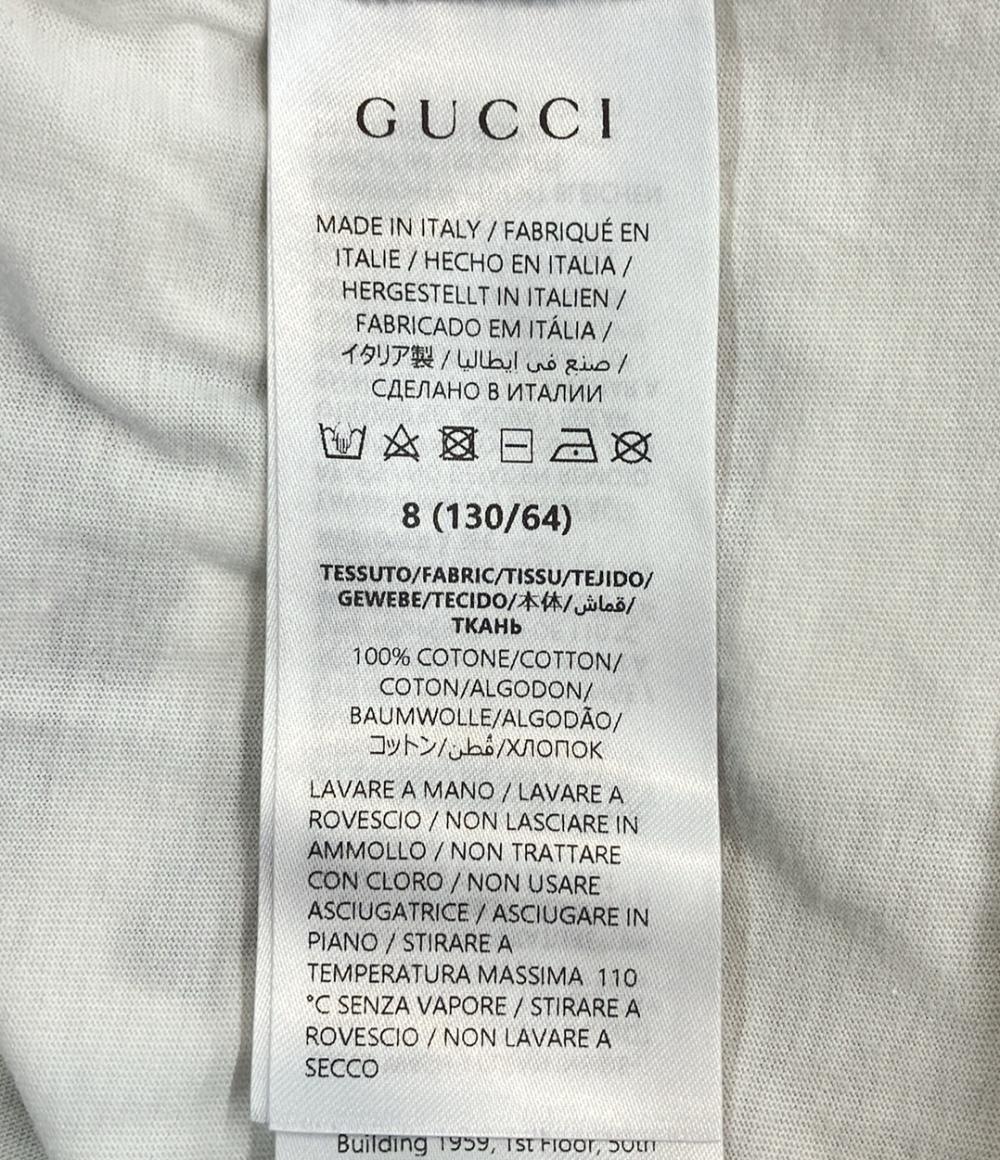 GUCCI
MADE IN ITALY / FABRIQUÉ EN
ITALIE / HECHO EN ITALIA /
HERGESTELLT IN ITALIEN /
FABRICADO EM ITÁLIA /
イタリア製 / صنع في ايطاليا /
СДЕЛАНО В ИТАЛИИ
8 (130/64)
TESSUTO/FABRIC/TISSU/TEJIDO/
GEWEBE/TECIDO/本体/قماش/
ТКАНЬ
100% COTONE/COTTON/
COTON/ALGODON/
BAUMWOLLE/ALGODÃO/
コットン/قُطن/ХЛОПОК
LAVARE A MANO / LAVARE A
ROVESCIO / NON LASCIARE IN
AMMOLLO / NON TRATTARE
CON CLORO / NON USARE
ASCIUGATRICE / ASCIUGARE IN
PIANO / STIRARE A
TEMPERATURA MASSIMA 110
°C SENZA VAPORE / STIRARE A
ROVESCIO / NON LAVARE A
SECCO
Building 1959, 1st Floor, 50th